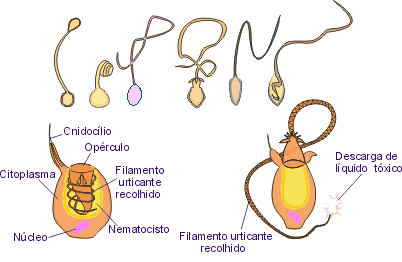 Cnidocílio
Opérculo
Citoplasma
Filamento
urticante
recolhido
Nematocisto
Núcleo
Descarga de
líquido tóxico
Filamento urticante
recolhido